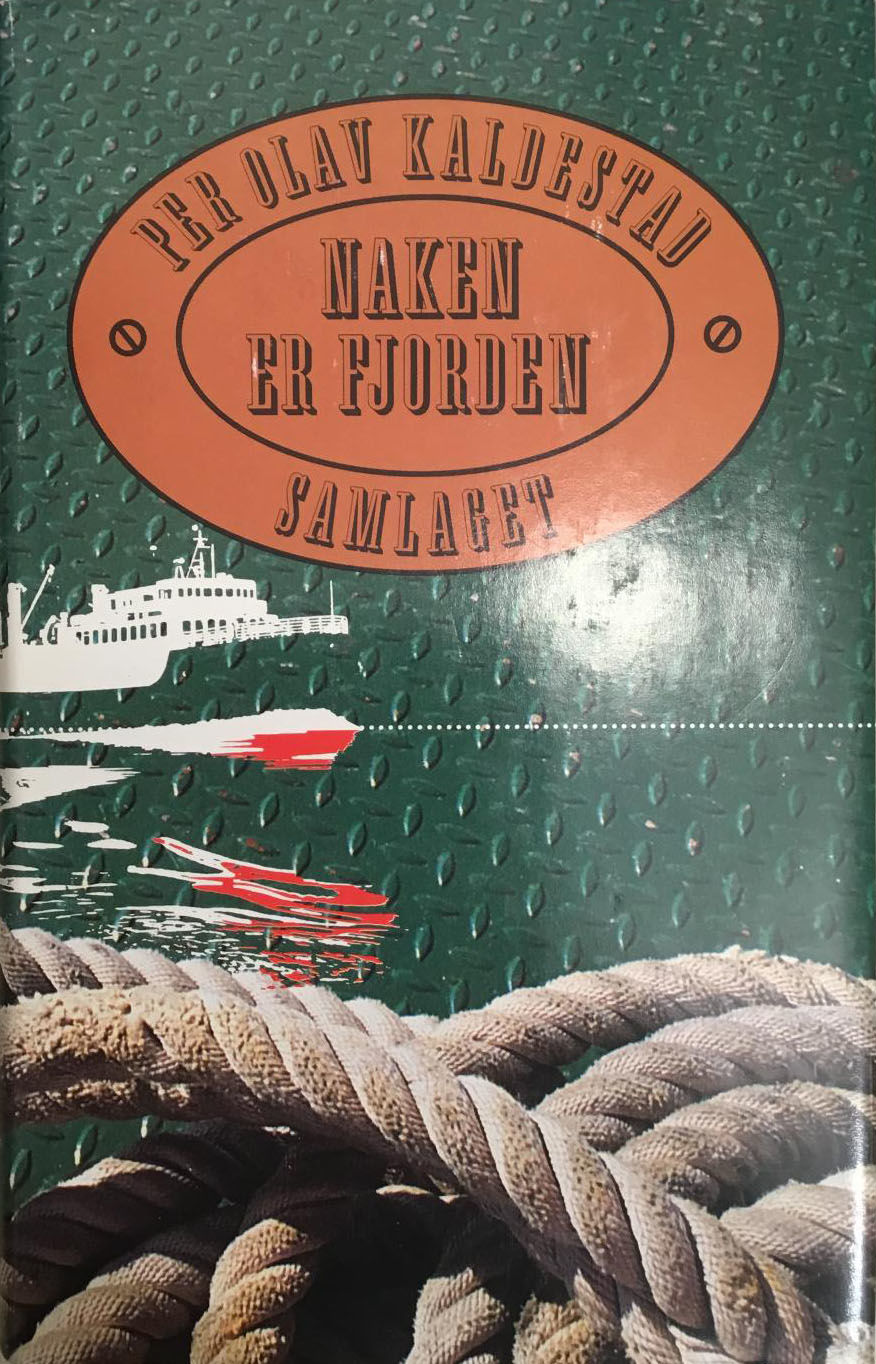 PER OLAV KALDESTAD
NAKEN
ER FJORDEN
SAMLAGET